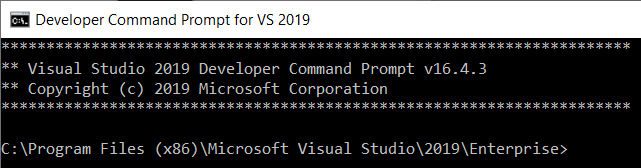 Developer Command Prompt for VS 2019
**********************************************************************
** Visual Studio 2019 Developer Command Prompt v16.4.3
** Copyright (c) 2019 Microsoft Corporation
**********************************************************************
C:\Program Files (x86)\Microsoft Visual Studio\2019\Enterprise>